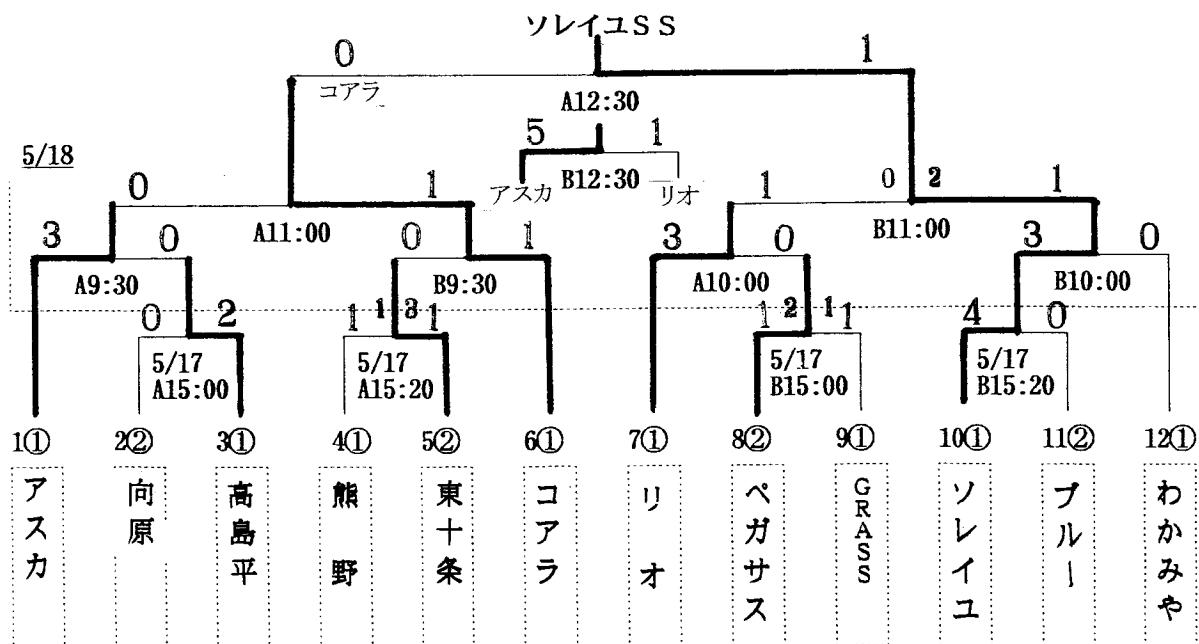 ソレイユSS
0 1
コアラ
A12:30
5 1
5/18
B12:30
アスカ リオ
0 1 1 0 2 1
A11:00 B11:00
3 0 0 1 3 0 3 0
A9:30 B9:30 A10:00 B10:00
0 2 1 1 3 1 1 2 1 1 4 0
5/17 5/17 5/17 5/17
A15:00 A15:20 B15:00 B15:20
1① 2② 3① 4① 5② 6① 7① 8② 9① 10① 11② 12①
アスカ
向原
高島平
熊野
東十条
コアラ
リオ
ペガサス
GRASS
ソレイユ
ブルー
わかみや